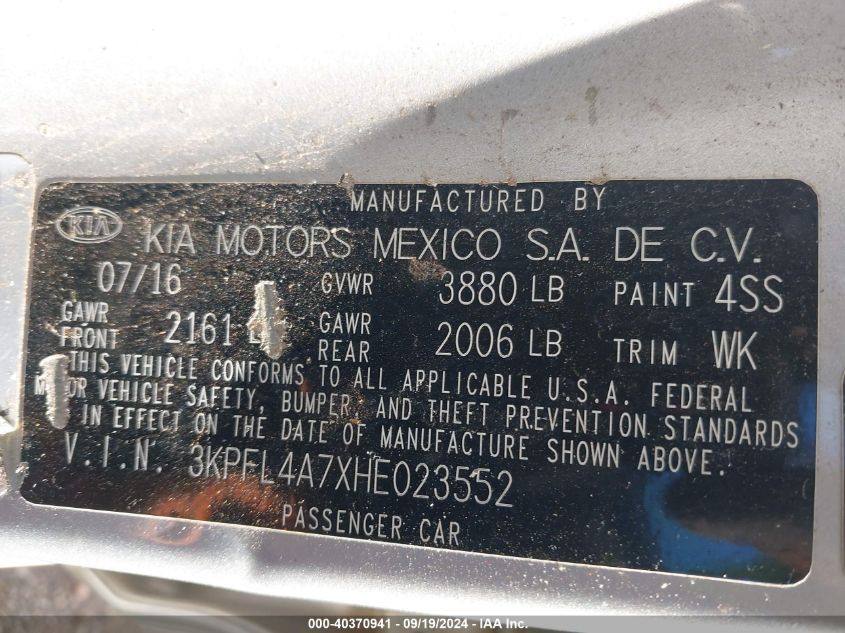 MANUFACTURED BY
KIA KIA MOTORS MEXICO S.A. DE C.V.
07/16 GVWR 3880 LB PAINT 4SS
GAWR FRONT 2161 GAWR REAR 2006 LB TRIM WK
THIS VEHICLE CONFORMS TO ALL APPLICABLE U.S.A. FEDERAL
MOTOR VEHICLE SAFETY, BUMPER, AND THEFT PREVENTION STANDARDS
IN EFFECT ON THE DATE OF MANUFACTURE SHOWN ABOVE.
V.I.N. 3KPFL4A7XHE023552
PASSENGER CAR
000-40370941 - 09/19/2024 - IAA Inc.